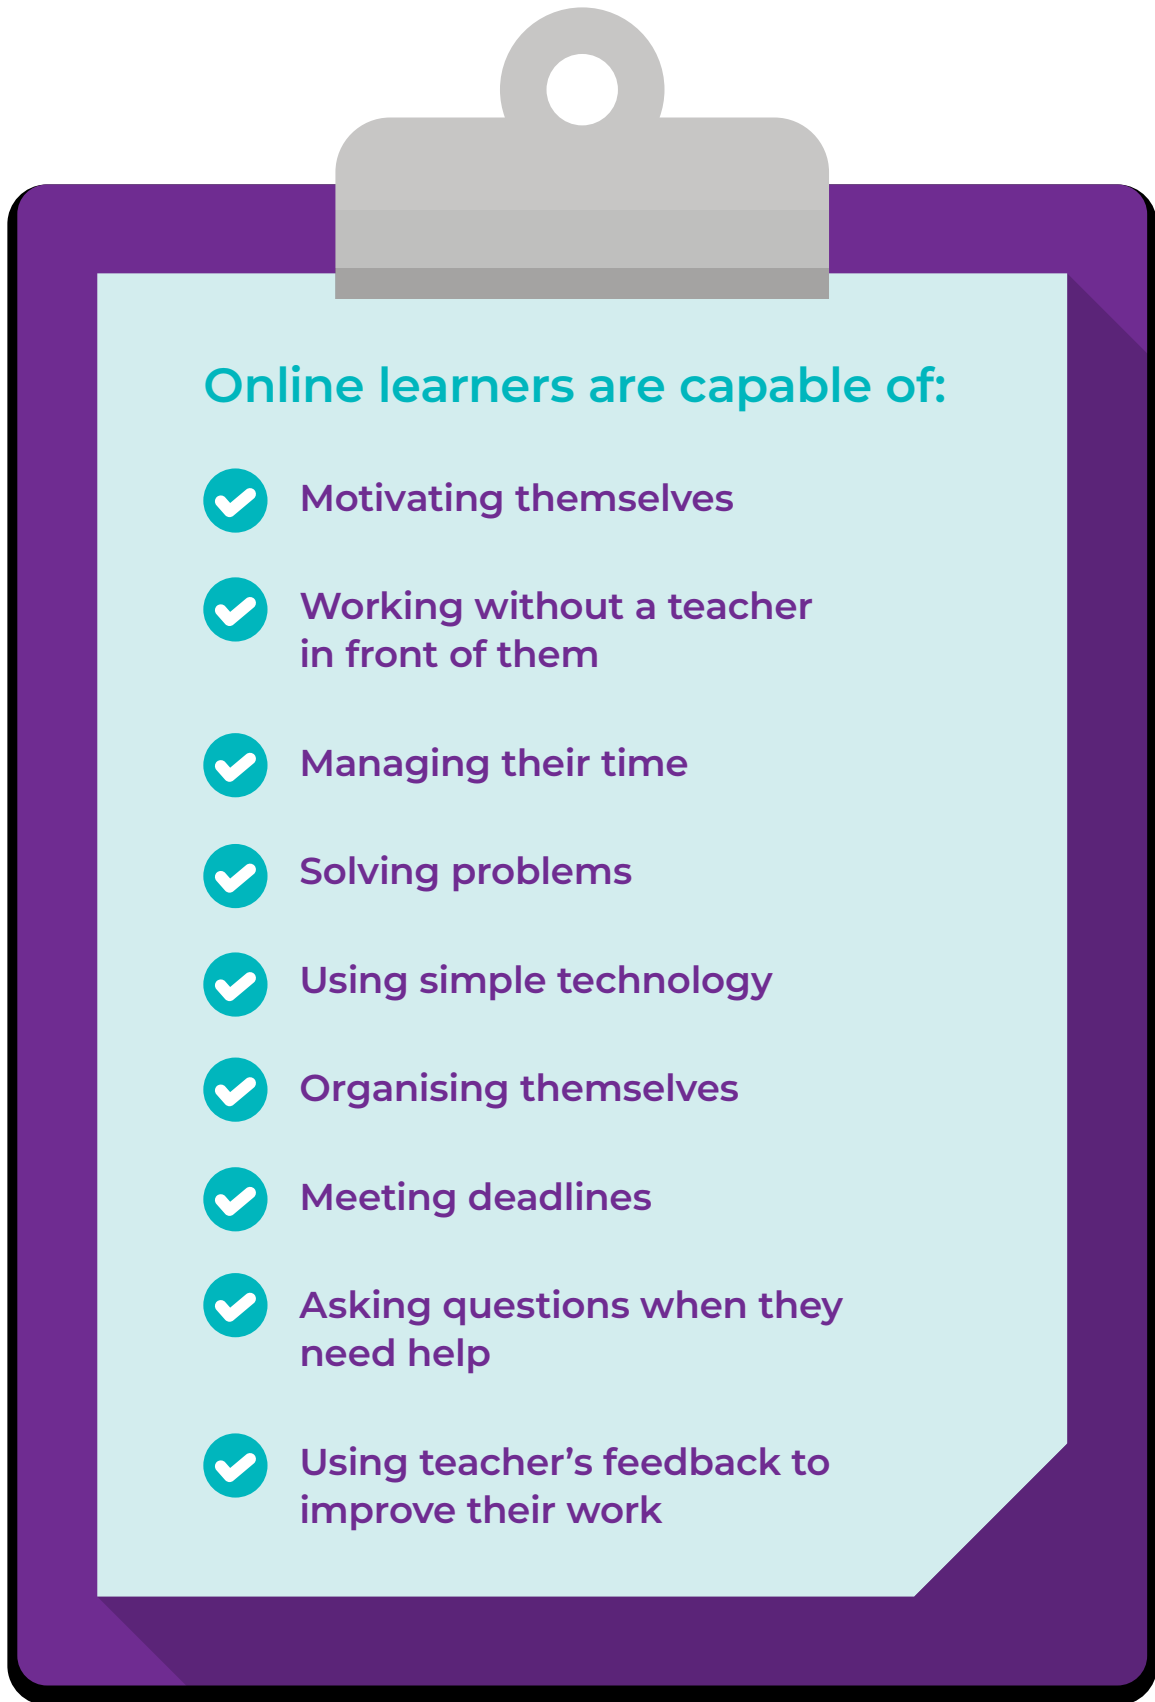 Online learners are capable of:
Motivating themselves
Working without a teacher
in front of them
Managing their time
Solving problems
Using simple technology
Organising themselves
Meeting deadlines
Asking questions when they
need help
Using teacher’s feedback to
improve their work